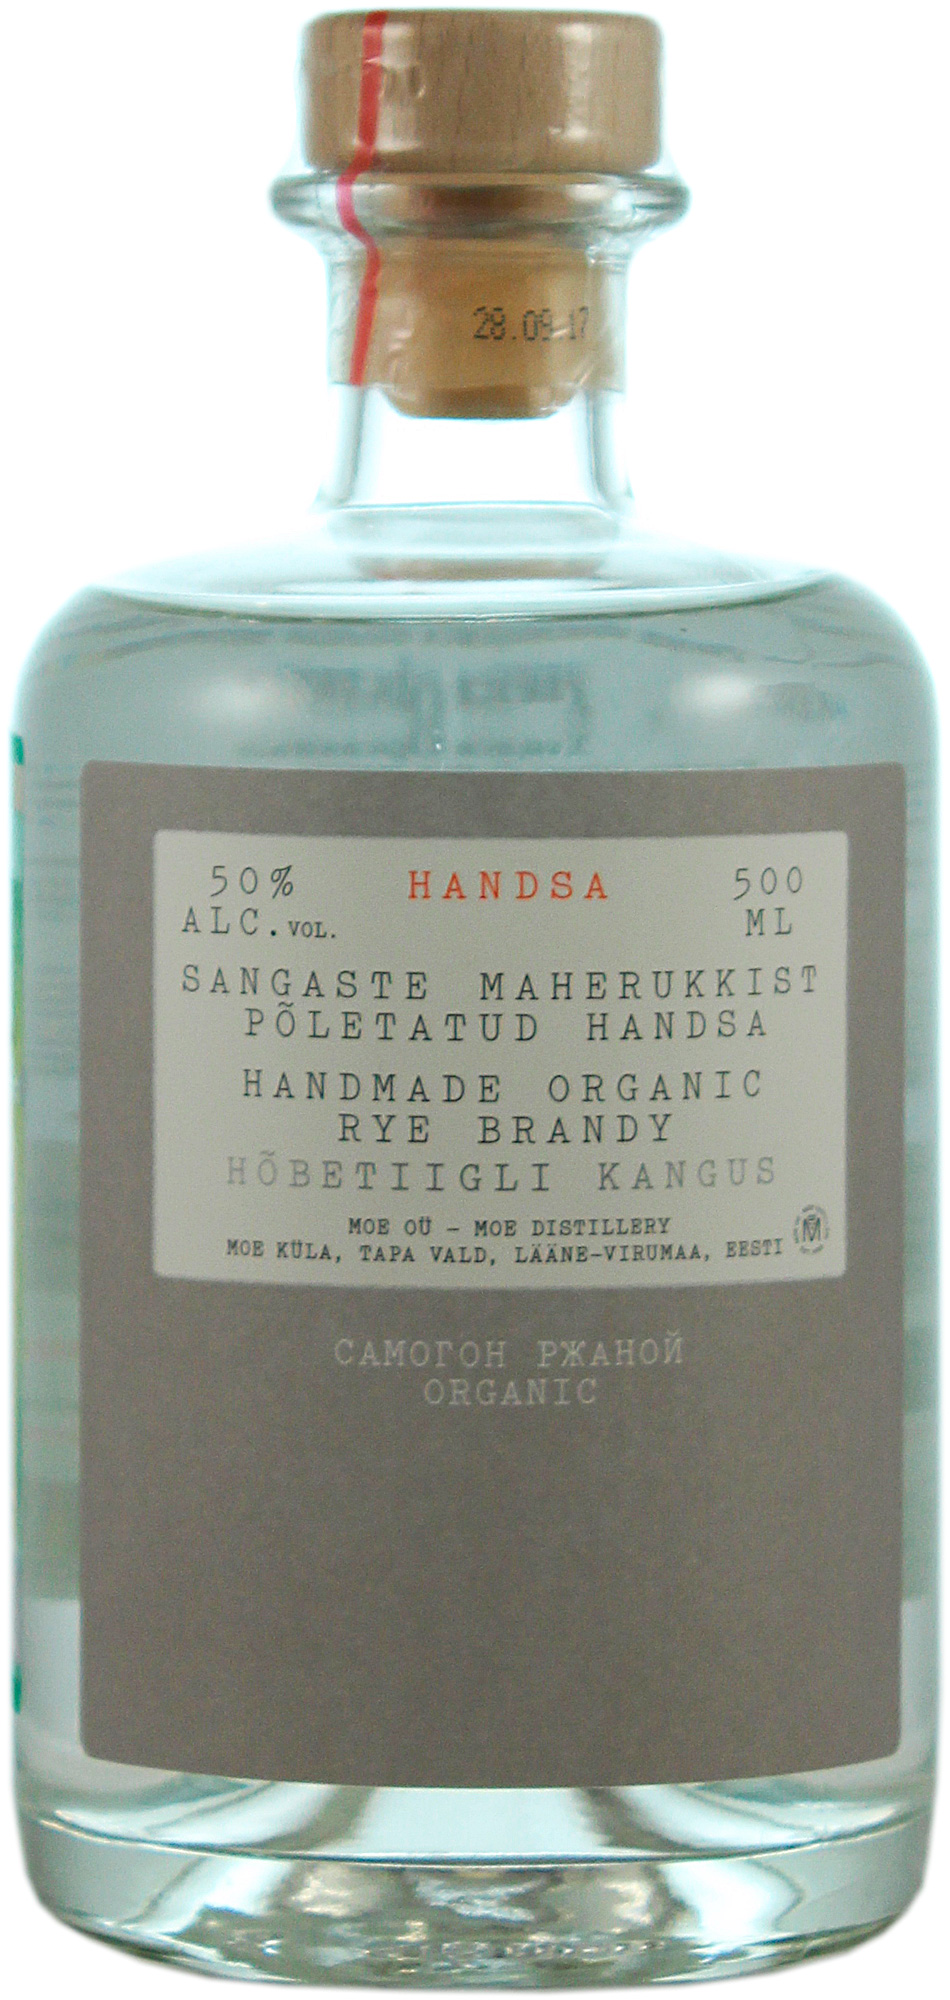 28.09.17
50% HANDSA 500
ALC. VOL. ML
SANGASTE MAHERUKKIST
PÕLETATUD HANDSA
HANDMADE ORGANIC
RYE BRANDY
HÕBETIIGLI KANGUS
MOE OÜ - MOE DISTILLERY
MOE KÜLA, TAPA VALD, LÄÄNE-VIRUMAA, EESTI
САМОГОН РЖАНОЙ
ORGANIC